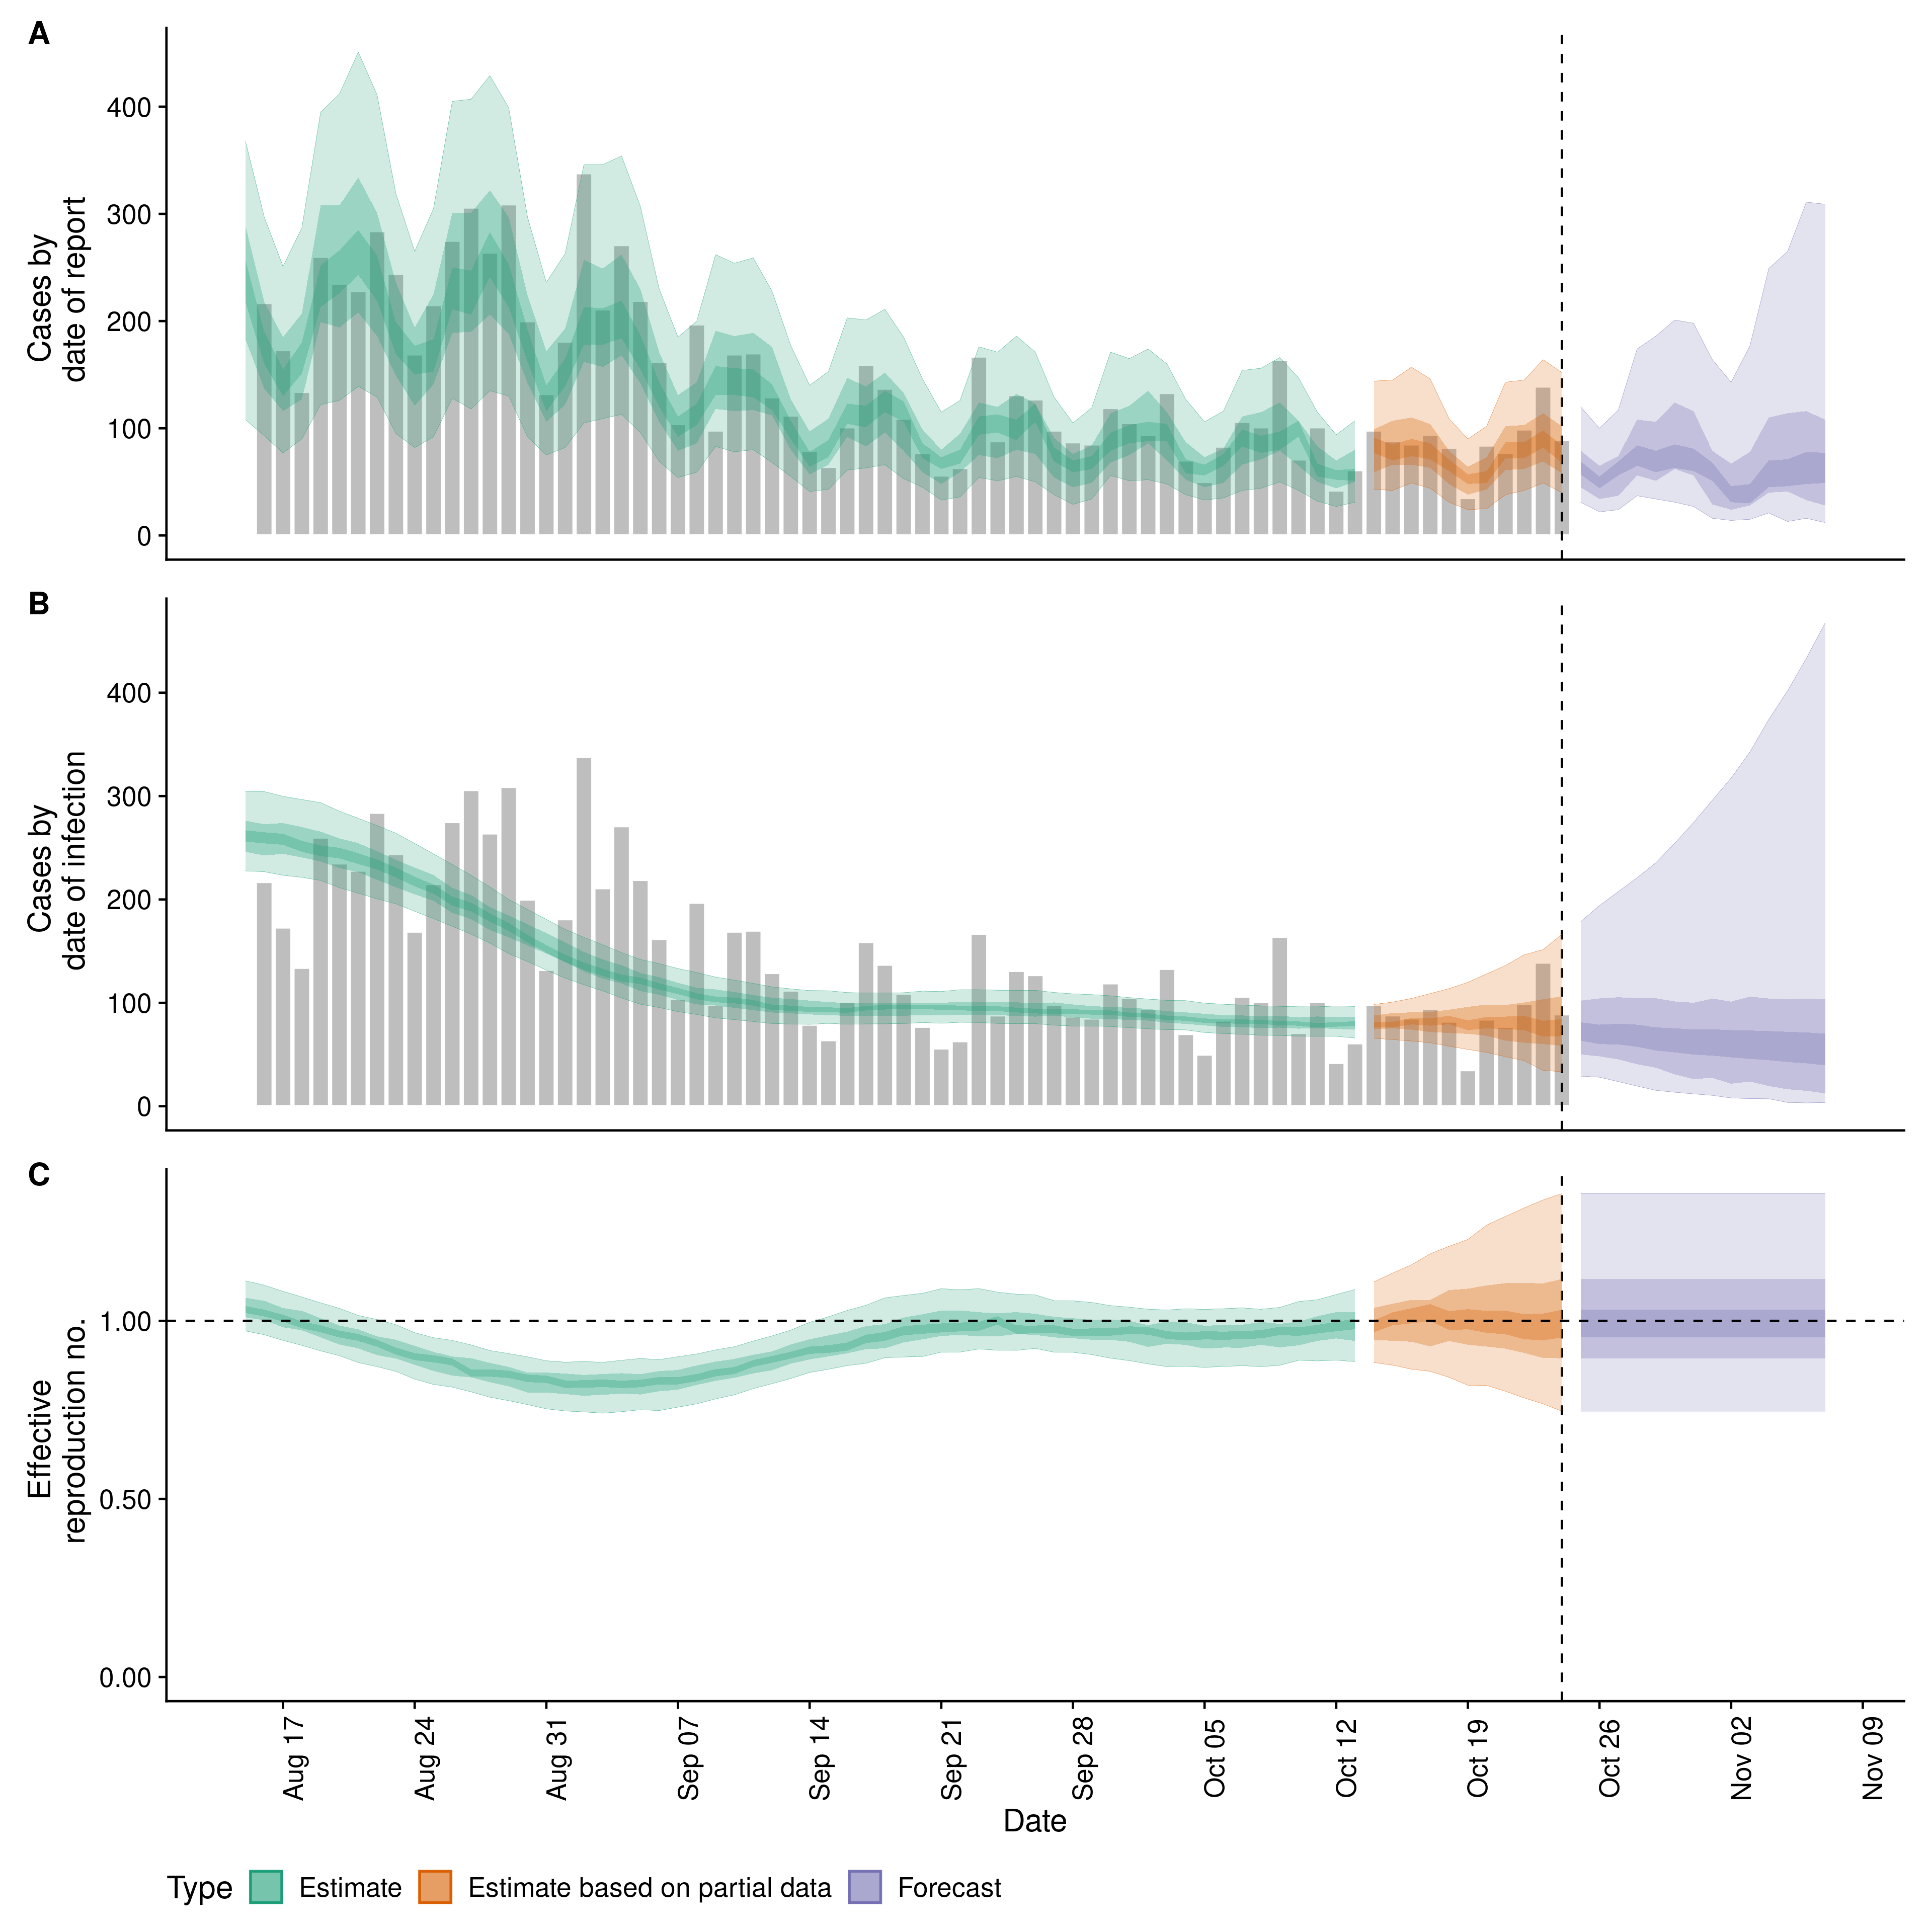 A
Cases by
date of report
400
300
200
100
0
B
Cases by
date of infection
400
300
200
100
0
C
Effective
reproduction no.
1.00
0.50
0.00
Aug 17
Aug 24
Aug 31
Sep 07
Sep 14
Sep 21
Sep 28
Oct 05
Oct 12
Oct 19
Oct 26
Nov 02
Nov 09
Date
Type Estimate Estimate based on partial data Forecast